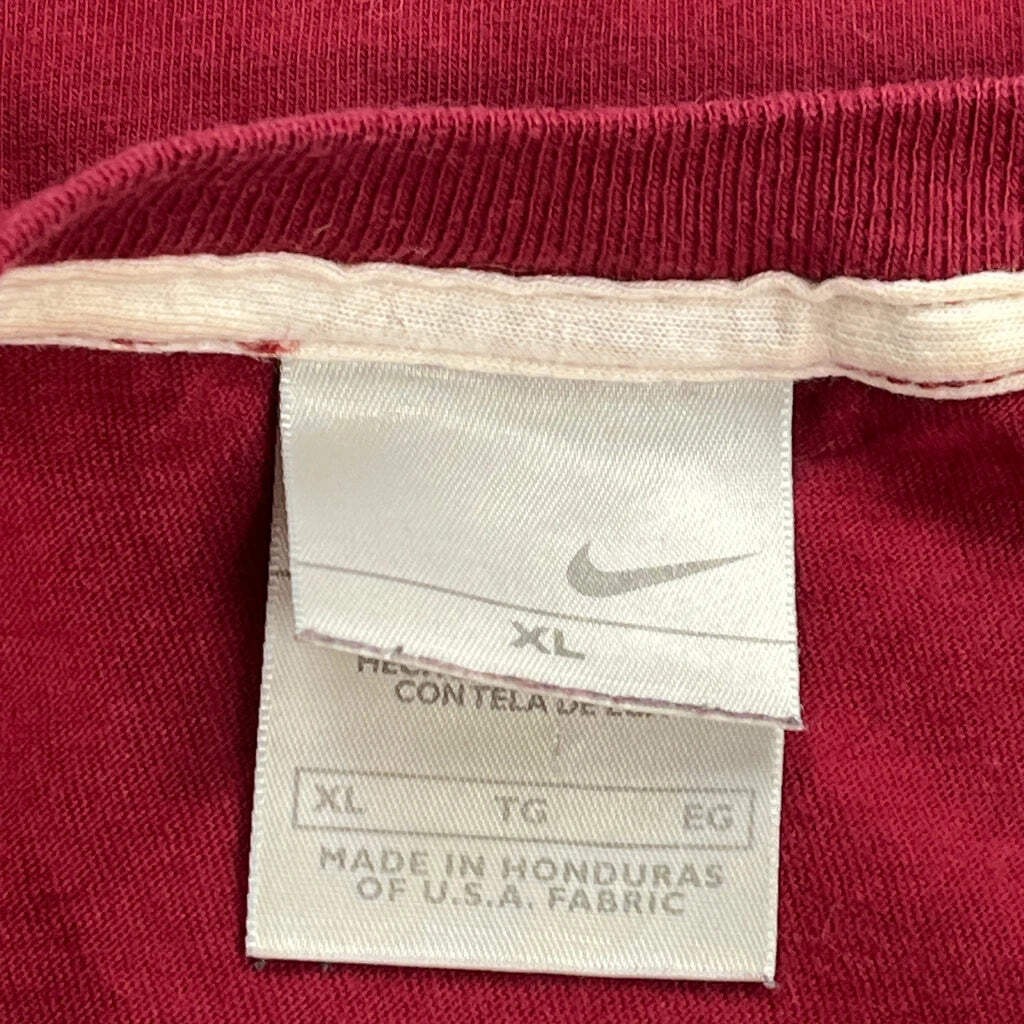 XL
CON TELA DE
XL TG EG
MADE IN HONDURAS
OF U.S.A. FABRIC